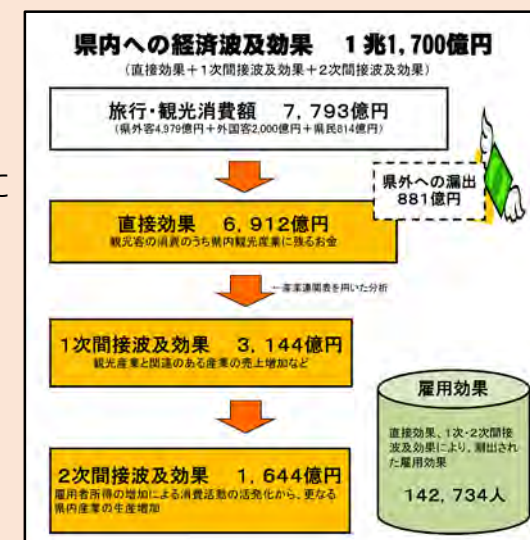 県内への経済波及効果 1兆1,700億円
(直接効果+1次間接波及効果+2次間接波及効果)
旅行・観光消費額 7,793億円
(県外客4,979億円+外国客2,000億円+県民814億円)
県外への漏出
881億円
直接効果 6,912億円
観光客の消費のうち県内観光産業に残るお金
←産業連関表を用いた分析
1次間接波及効果 3,144億円
観光産業と関連のある産業の売上増加など
雇用効果
直接効果、1次・2次間接
波及効果により、創出され
た雇用効果
142,734人
2次間接波及効果 1,644億円
雇用者所得の増加による消費活動の活発化から、更なる
県内産業の生産増加